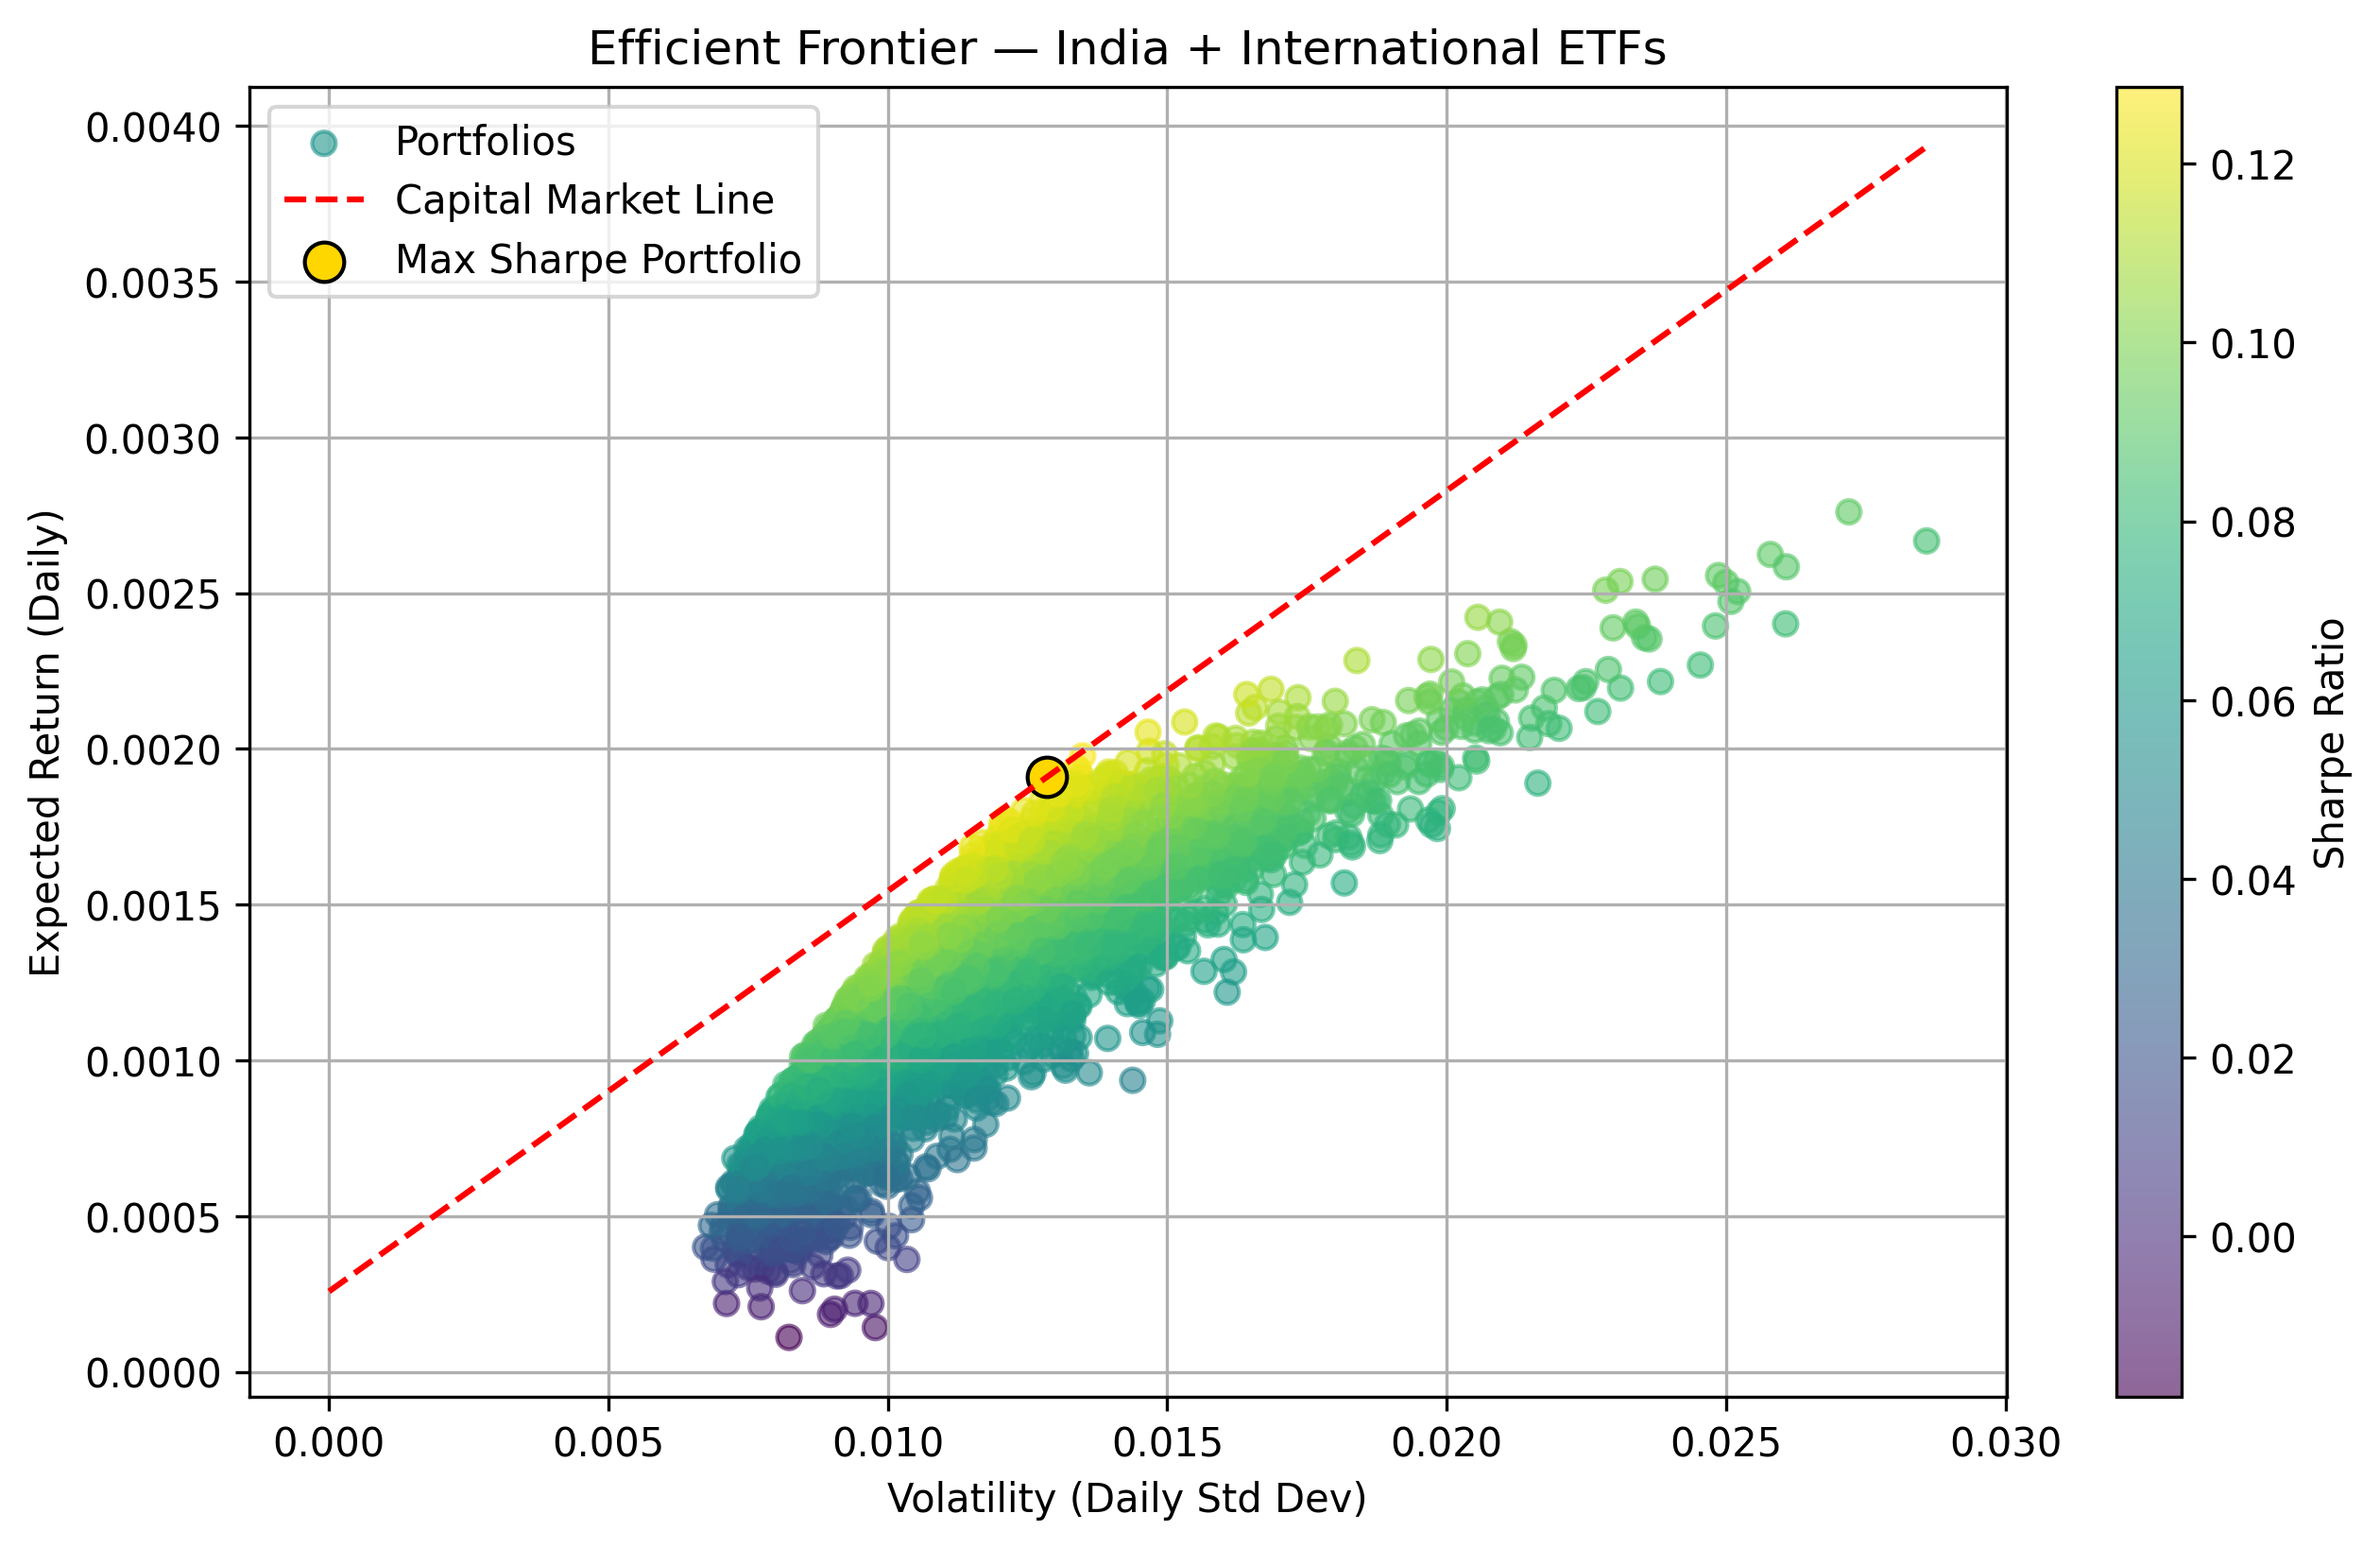 Efficient Frontier — India + International ETFs
Portfolios
Capital Market Line
Max Sharpe Portfolio
Expected Return (Daily)
0.0040
0.0035
0.0030
0.0025
0.0020
0.0015
0.0010
0.0005
0.0000
0.000 0.005 0.010 0.015 0.020 0.025 0.030
Volatility (Daily Std Dev)
0.12
0.10
0.08
0.06
0.04
0.02
0.00
Sharpe Ratio